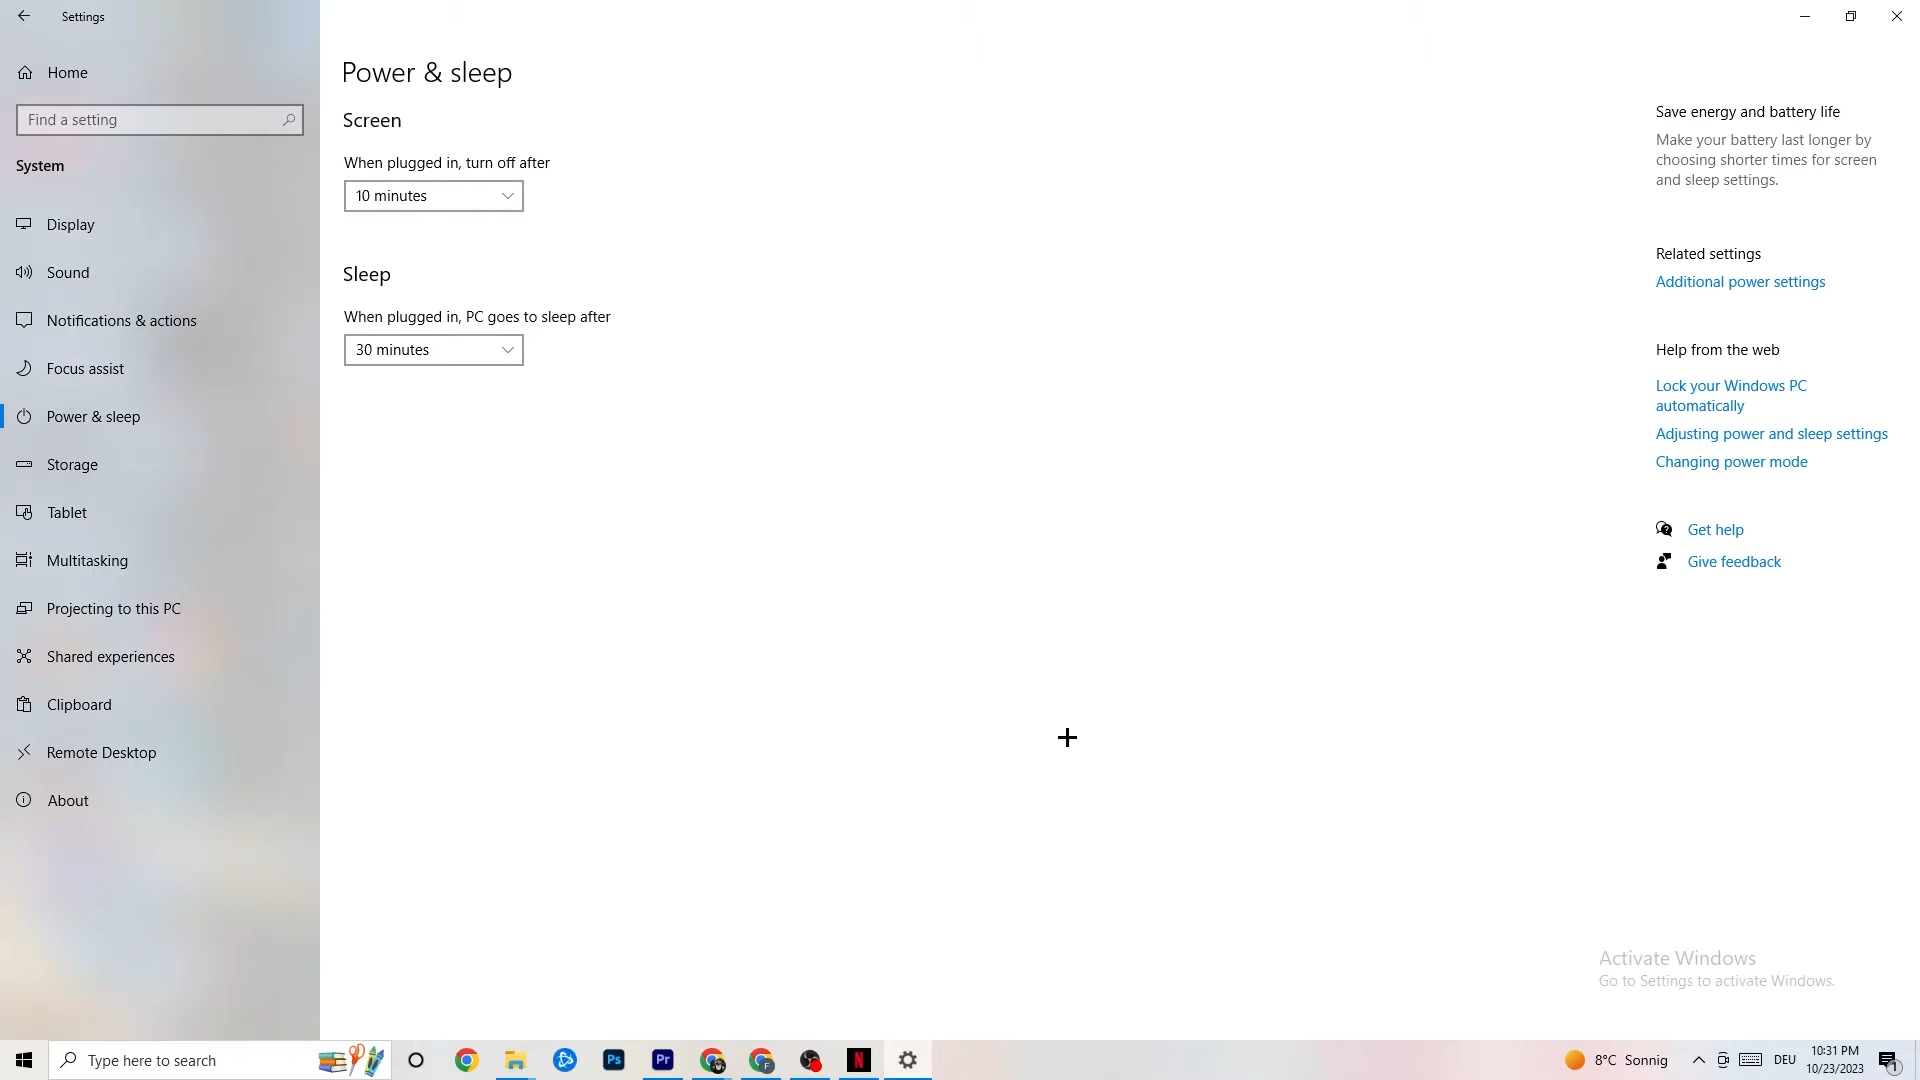 Settings
Home
Find a setting
System
Display
Sound
Notifications & actions
Focus assist
Power & sleep
Storage
Tablet
Multitasking
Projecting to this PC
Shared experiences
Clipboard
Remote Desktop
About
Power & sleep
Screen
When plugged in, turn off after
10 minutes
Sleep
When plugged in, PC goes to sleep after
30 minutes
Save energy and battery life
Make your battery last longer by
choosing shorter times for screen
and sleep settings.
Related settings
Additional power settings
Help from the web
Lock your Windows PC
automatically
Adjusting power and sleep settings
Changing power mode
Get help
Give feedback
Activate Windows
Go to Settings to activate Windows.
Type here to search
Ps
Pr
F
N
8°C Sonnig
DEU
10:31 PM
10/23/2023
1